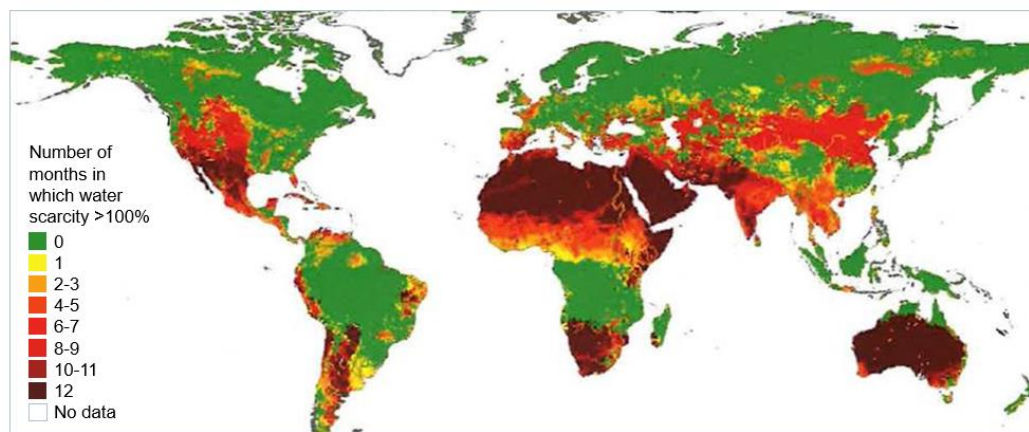 Number of
months in
which water
scarcity >100%
0
1
2-3
4-5
6-7
8-9
10-11
12
No data